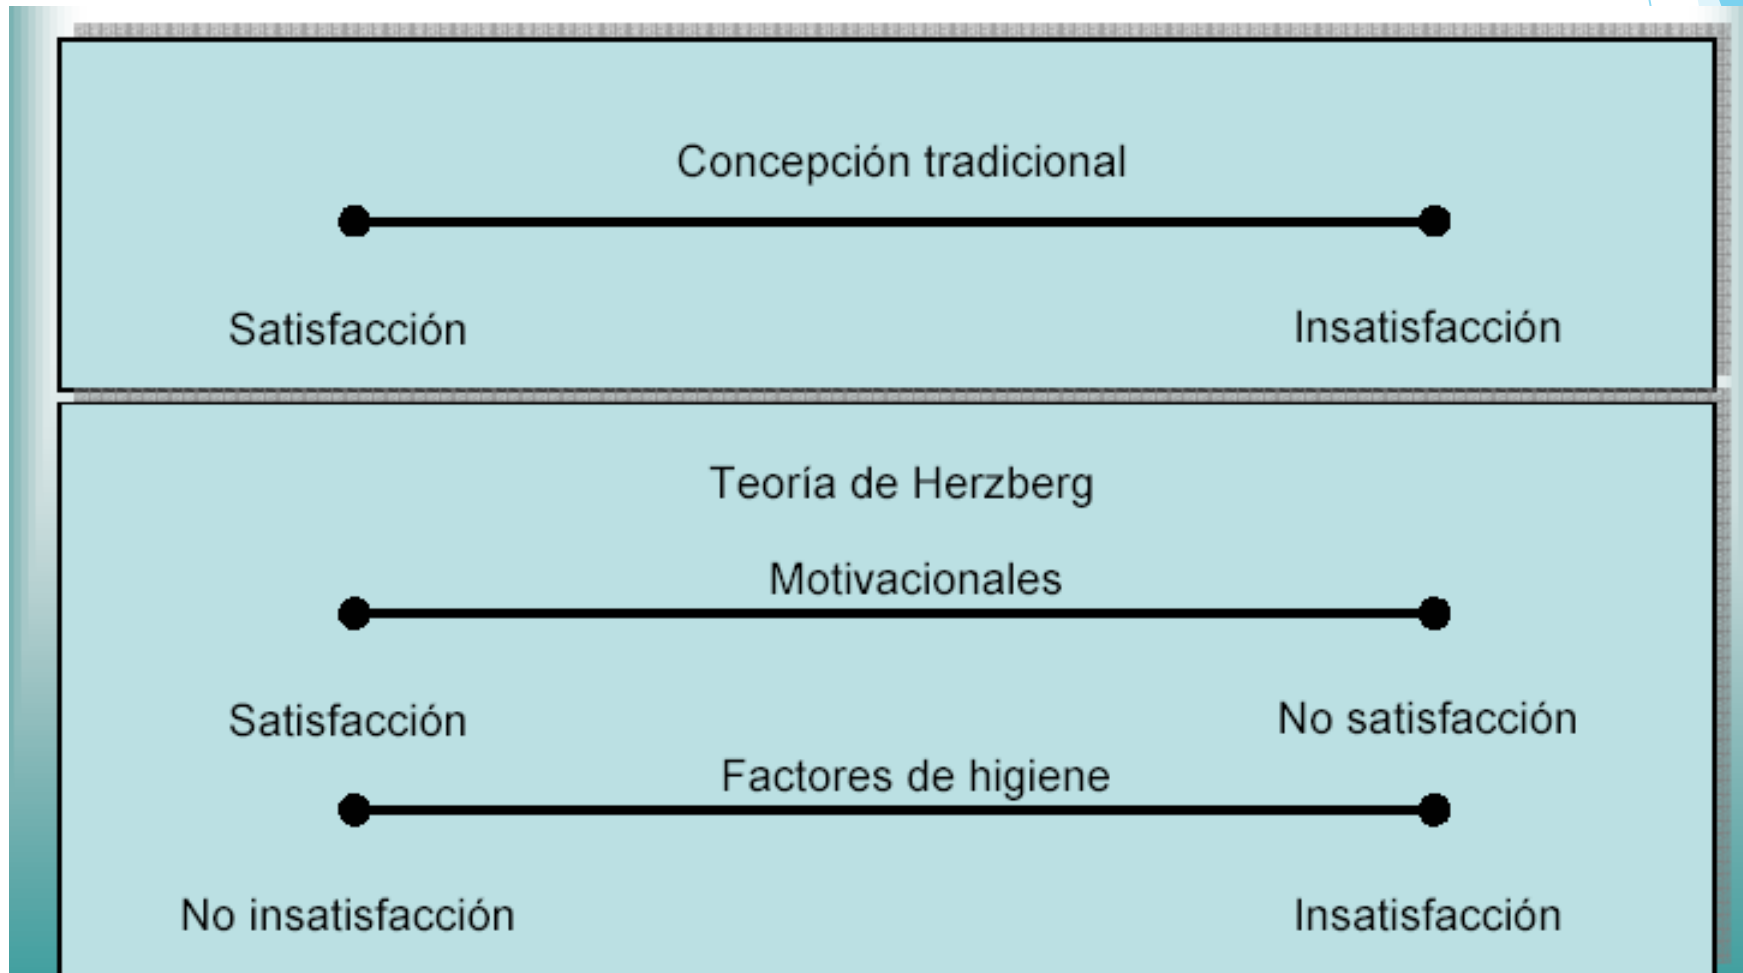 Concepción tradicional
Satisfacción
Insatisfacción
Teoría de Herzberg
Motivacionales
Satisfacción
No satisfacción
Factores de higiene
No insatisfacción
Insatisfacción